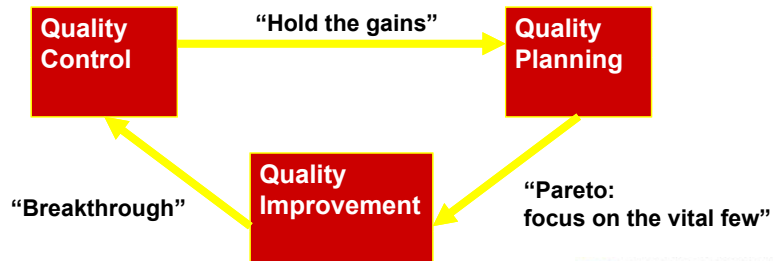 Quality
Control
“Hold the gains”
Quality
Planning
“Breakthrough”
Quality
Improvement
“Pareto:
focus on the vital few”